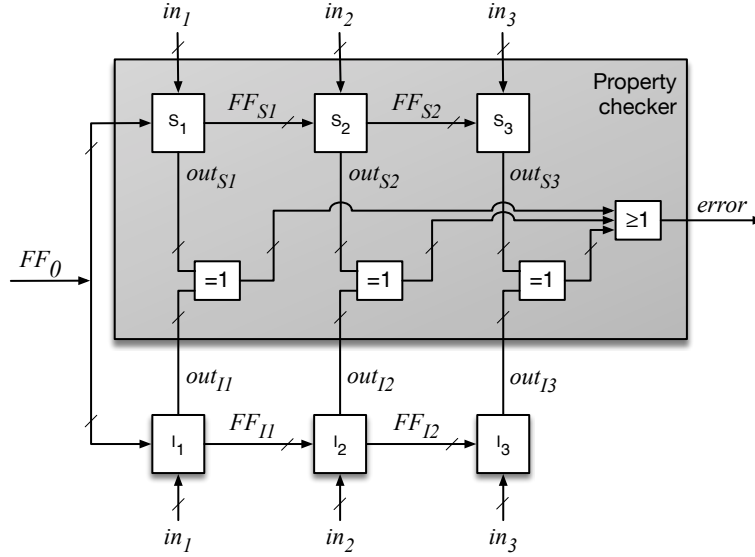 in1 in2 in3
Property
checker
S1 FFS1 S2 FFS2 S3
outS1 outS2 outS3
≥1 error
FF0 =1 =1 =1
outI1 outI2 outI3
I1 FFI1 I2 FFI2 I3
in1 in2 in3